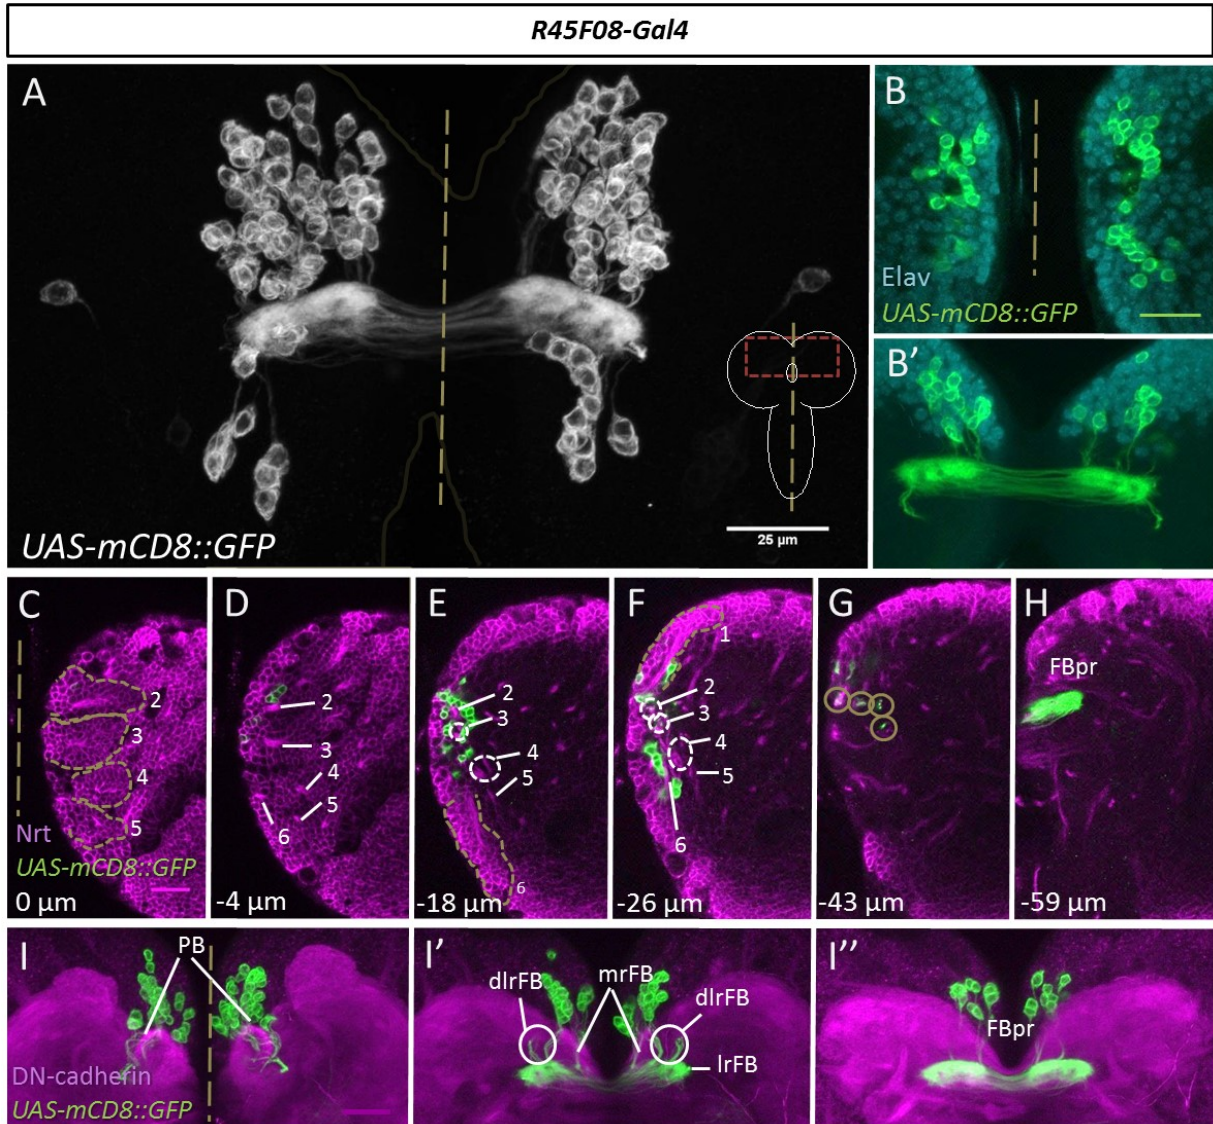 R45F08-Gal4
A
UAS-mCD8::GFP
25 µm
B
Elav
UAS-mCD8::GFP
B’
C
2
3
4
5
Nrt
UAS-mCD8::GFP
0 µm
D
2
3
4
5
6
-4 µm
E
2
3
4
5
6
-18 µm
F
1
2
3
4
5
6
-26 µm
G
-43 µm
H
FBpr
-59 µm
I
PB
DN-cadherin
UAS-mCD8::GFP
I’
dlrFB
mrFB
dlrFB
lrFB
I’’
FBpr